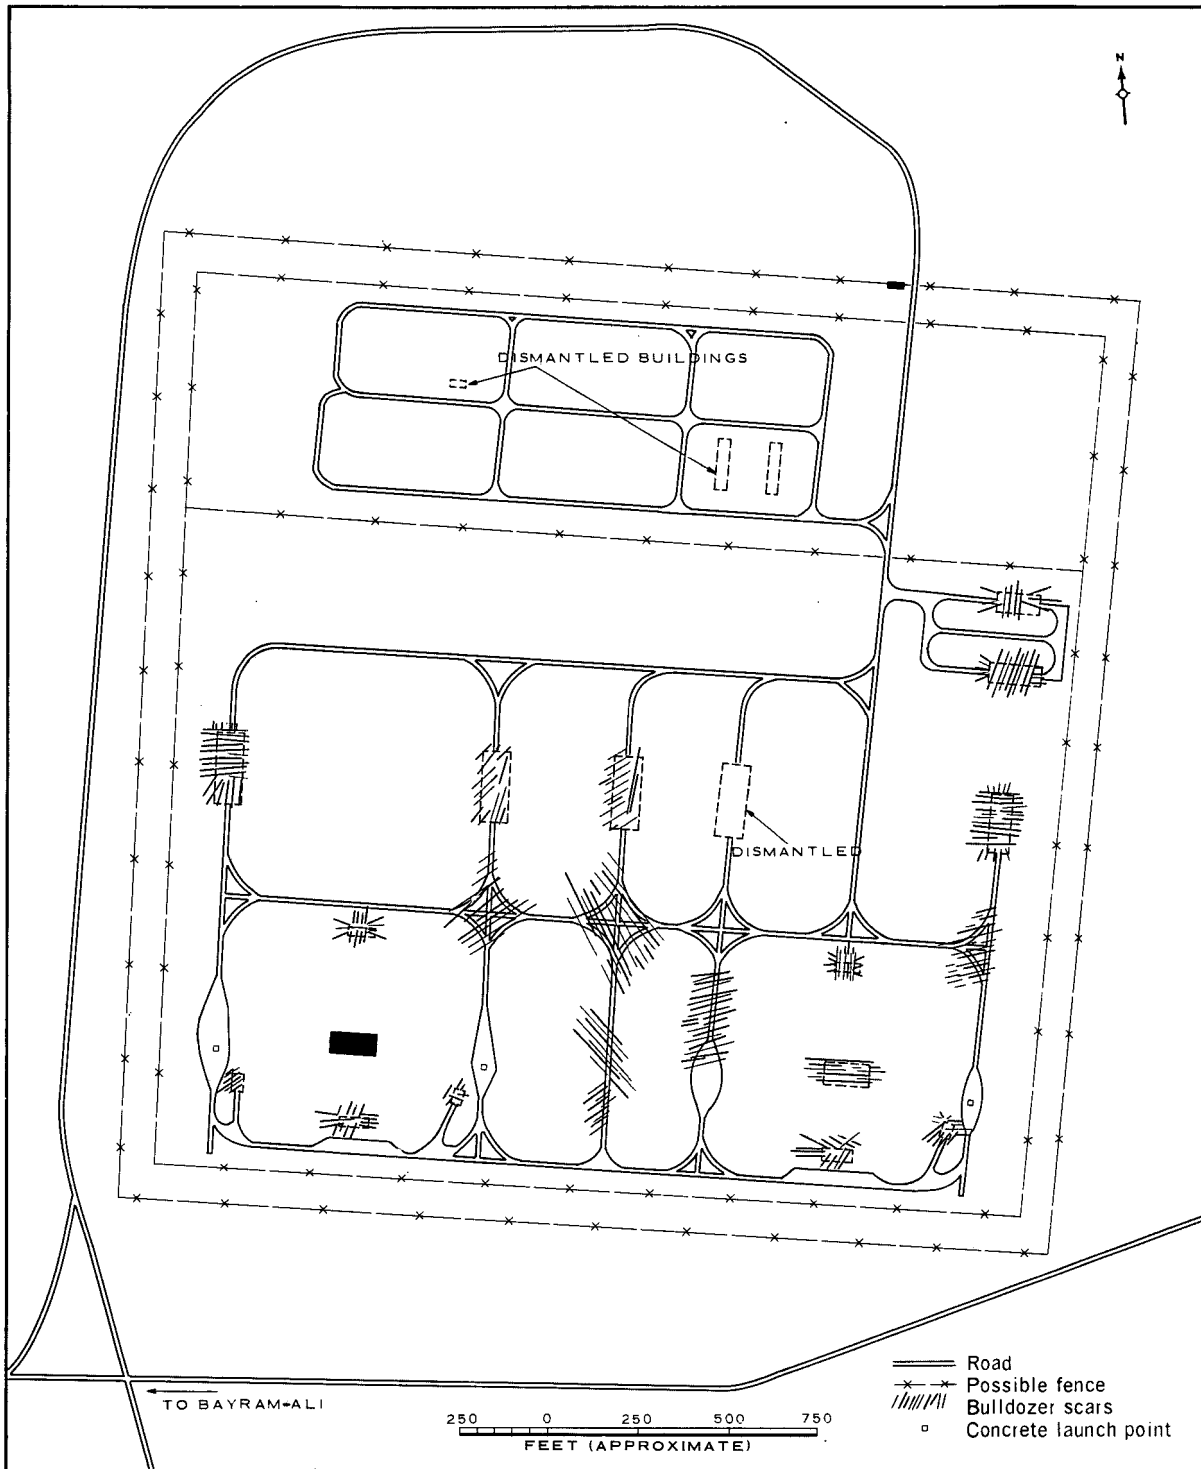 N
DISMANTLED BUILDINGS
DISMANTLED
TO BAYRAM-ALI
250 0 250 500 750
FEET (APPROXIMATE)
Road
Possible fence
Bulldozer scars
Concrete launch point